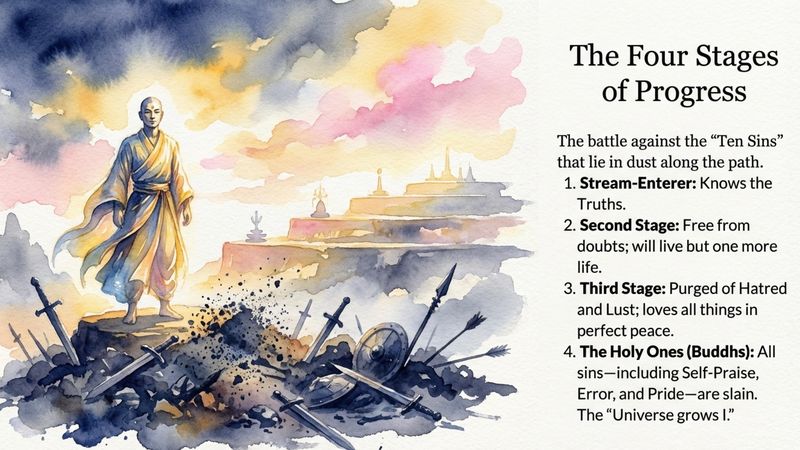 The Four Stages
of Progress
The battle against the “Ten Sins”
that lie in dust along the path.
1. Stream-Enterer: Knows the
Truths.
2. Second Stage: Free from
doubts; will live but one more
life.
3. Third Stage: Purged of Hatred
and Lust; loves all things in
perfect peace.
4. The Holy Ones (Buddhs): All
sins—including Self-Praise,
Error, and Pride—are slain.
The “Universe grows I.”